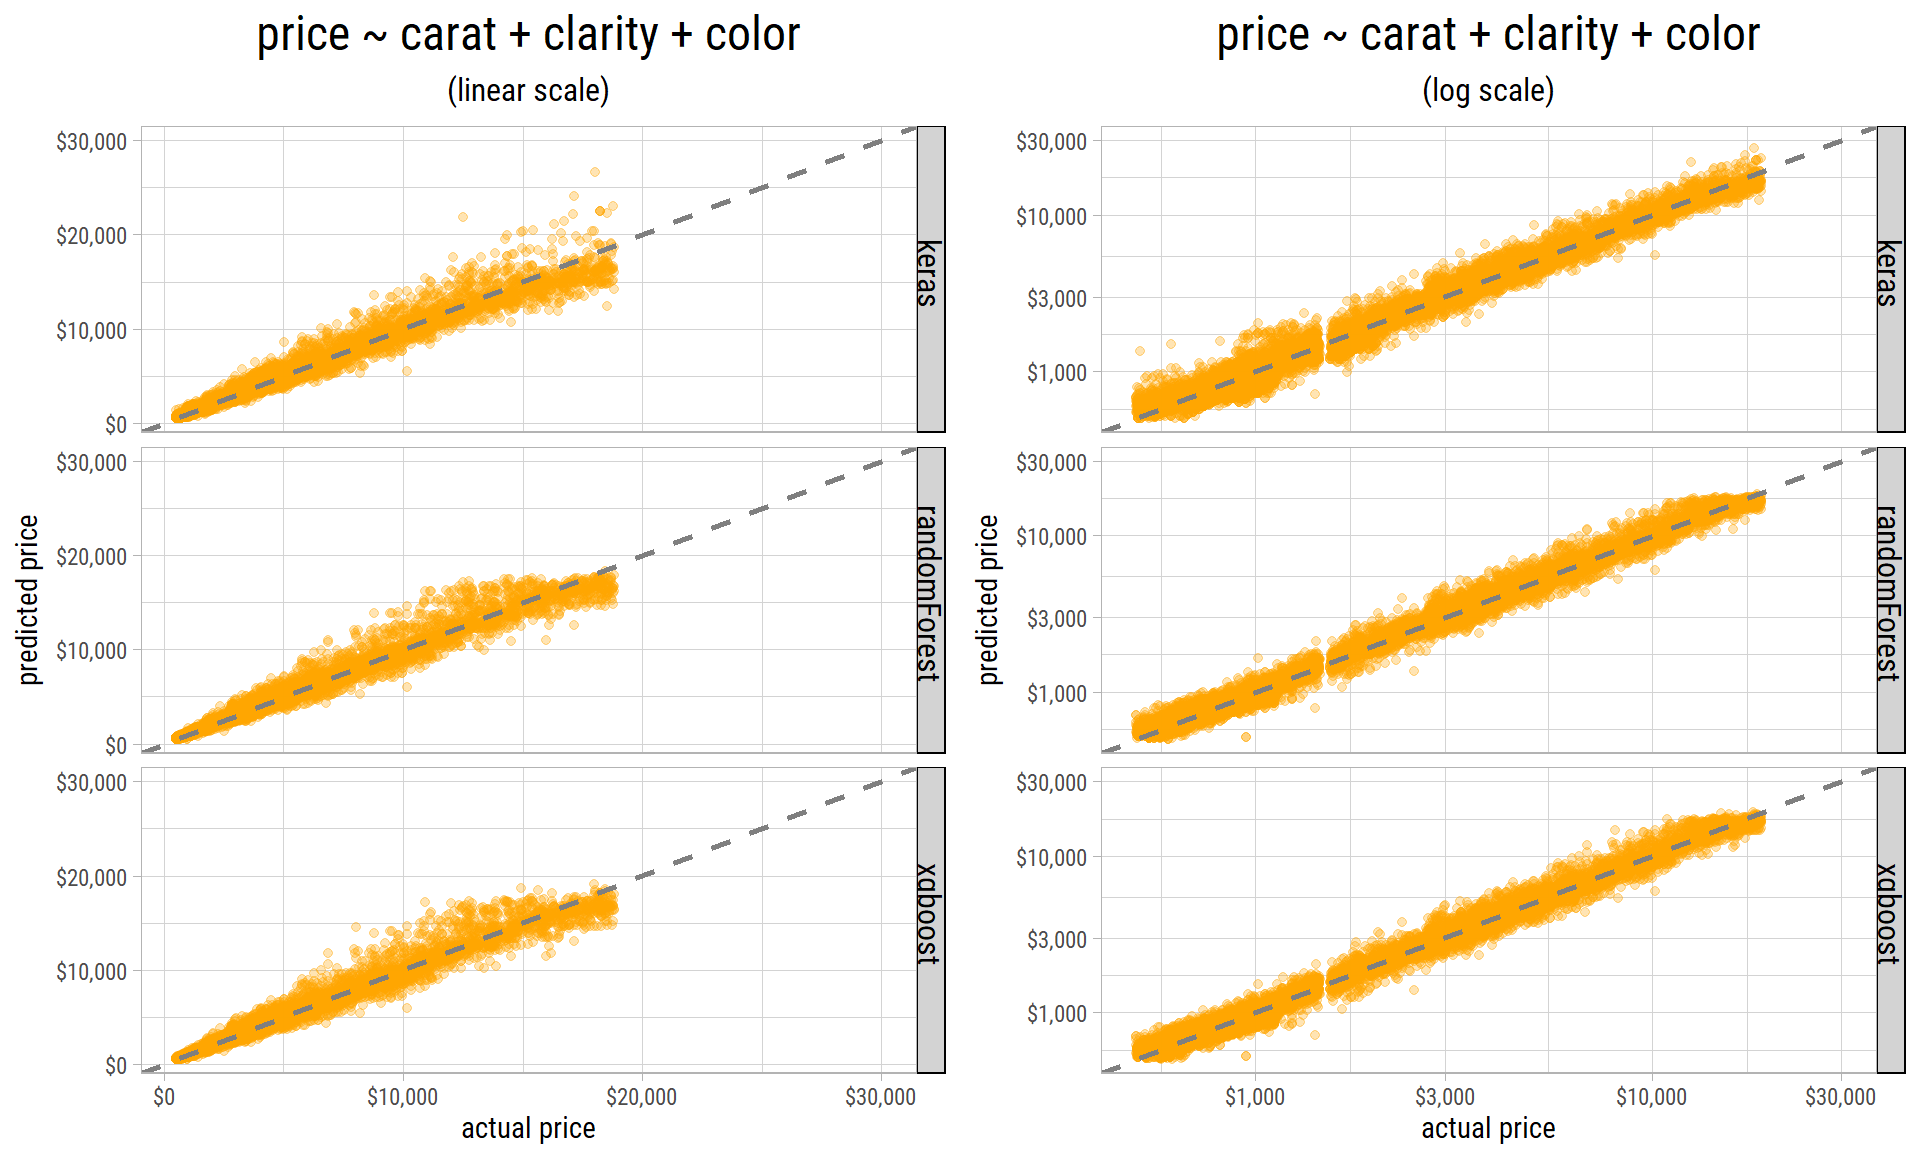 price ~ carat + clarity + color
(linear scale)
$30,000
$20,000
$10,000
$0
keras
$30,000
$20,000
$10,000
$0
randomForest
$30,000
$20,000
$10,000
$0
xgboost
predicted price
$0 $10,000 $20,000 $30,000
actual price
price ~ carat + clarity + color
(log scale)
$30,000
$10,000
$3,000
$1,000
keras
$30,000
$10,000
$3,000
$1,000
randomForest
$30,000
$10,000
$3,000
$1,000
xgboost
predicted price
$1,000 $3,000 $10,000 $30,000
actual price